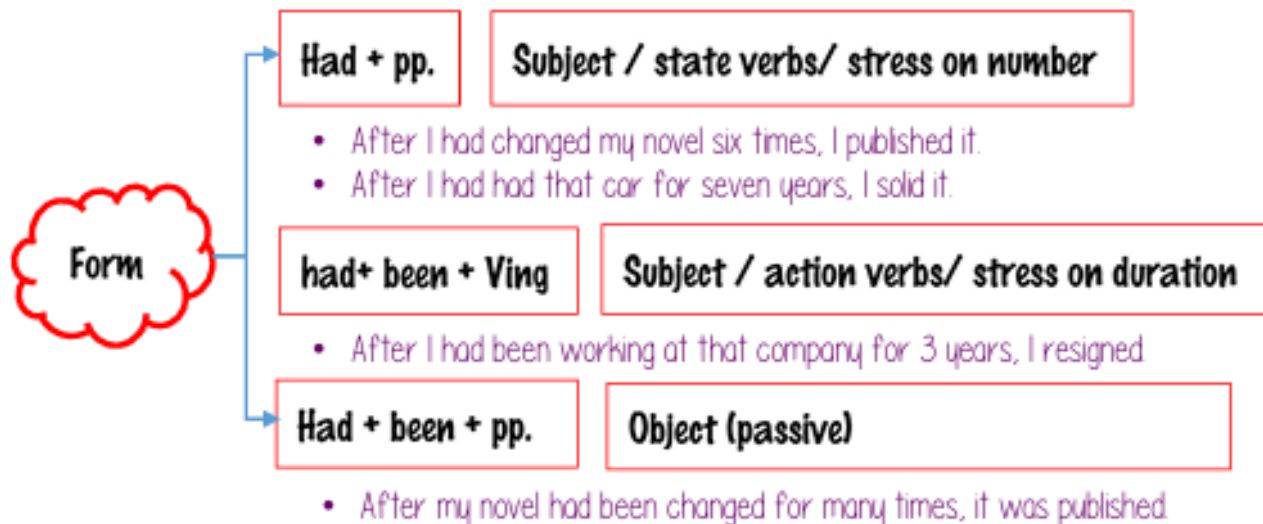 Had + pp. Subject / state verbs/ stress on number
• After I had changed my novel six times, I published it.
• After I had had that car for seven years, I solid it.
Form
had+ been + Ving Subject / action verbs/ stress on duration
• After I had been working at that company for 3 years, I resigned
Had + been + pp. Object (passive)
• After my novel had been changed for many times, it was published.